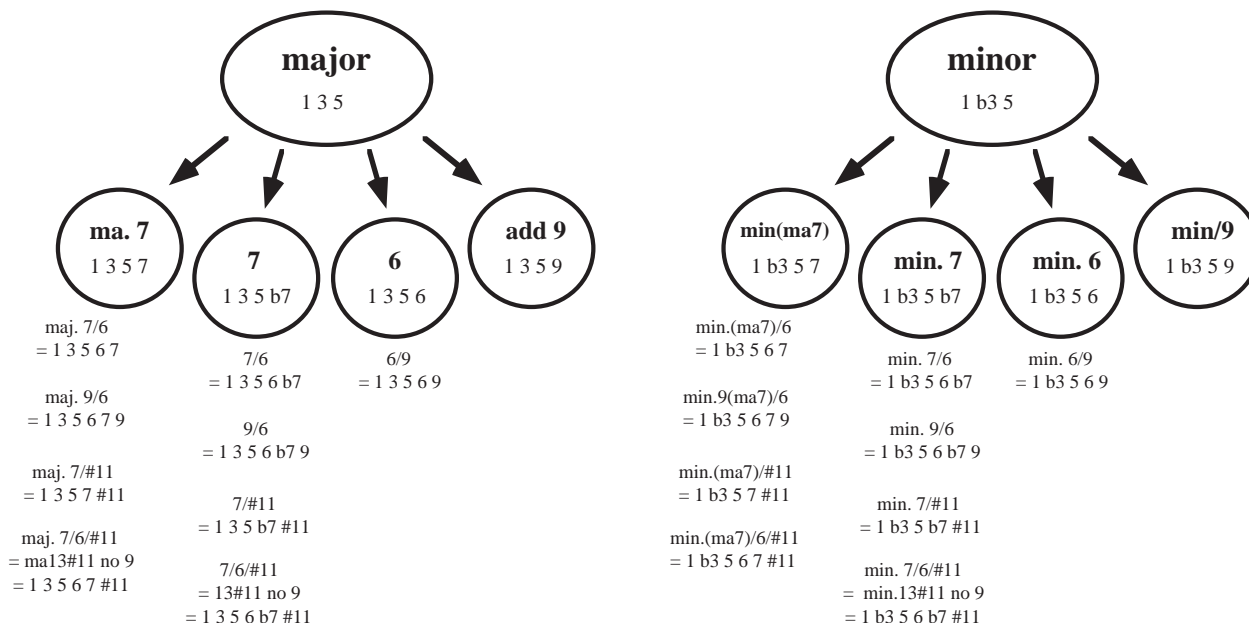 major
1 3 5
ma. 7
1 3 5 7
7
1 3 5 b7
6
1 3 5 6
add 9
1 3 5 9
maj. 7/6
= 1 3 5 6 7
maj. 9/6
= 1 3 5 6 7 9
maj. 7/#11
= 1 3 5 7 #11
maj. 7/6/#11
= ma13#11 no 9
= 1 3 5 6 7 #11
7/6
= 1 3 5 6 b7
9/6
= 1 3 5 6 b7 9
7/#11
= 1 3 5 b7 #11
7/6/#11
= 13#11 no 9
= 1 3 5 6 b7 #11
6/9
= 1 3 5 6 9
minor
1 b3 5
min(ma7)
1 b3 5 7
min. 7
1 b3 5 b7
min. 6
1 b3 5 6
min/9
1 b3 5 9
min.(ma7)/6
= 1 b3 5 6 7
min.9(ma7)/6
= 1 b3 5 6 7 9
min.(ma7)/#11
= 1 b3 5 7 #11
min.(ma7)/6/#11
= 1 b3 5 6 7 #11
min. 7/6
= 1 b3 5 6 b7
min. 9/6
= 1 b3 5 6 b7 9
min. 7/#11
= 1 b3 5 b7 #11
min. 7/6/#11
= min.13#11 no 9
= 1 b3 5 6 b7 #11
min. 6/9
= 1 b3 5 6 9